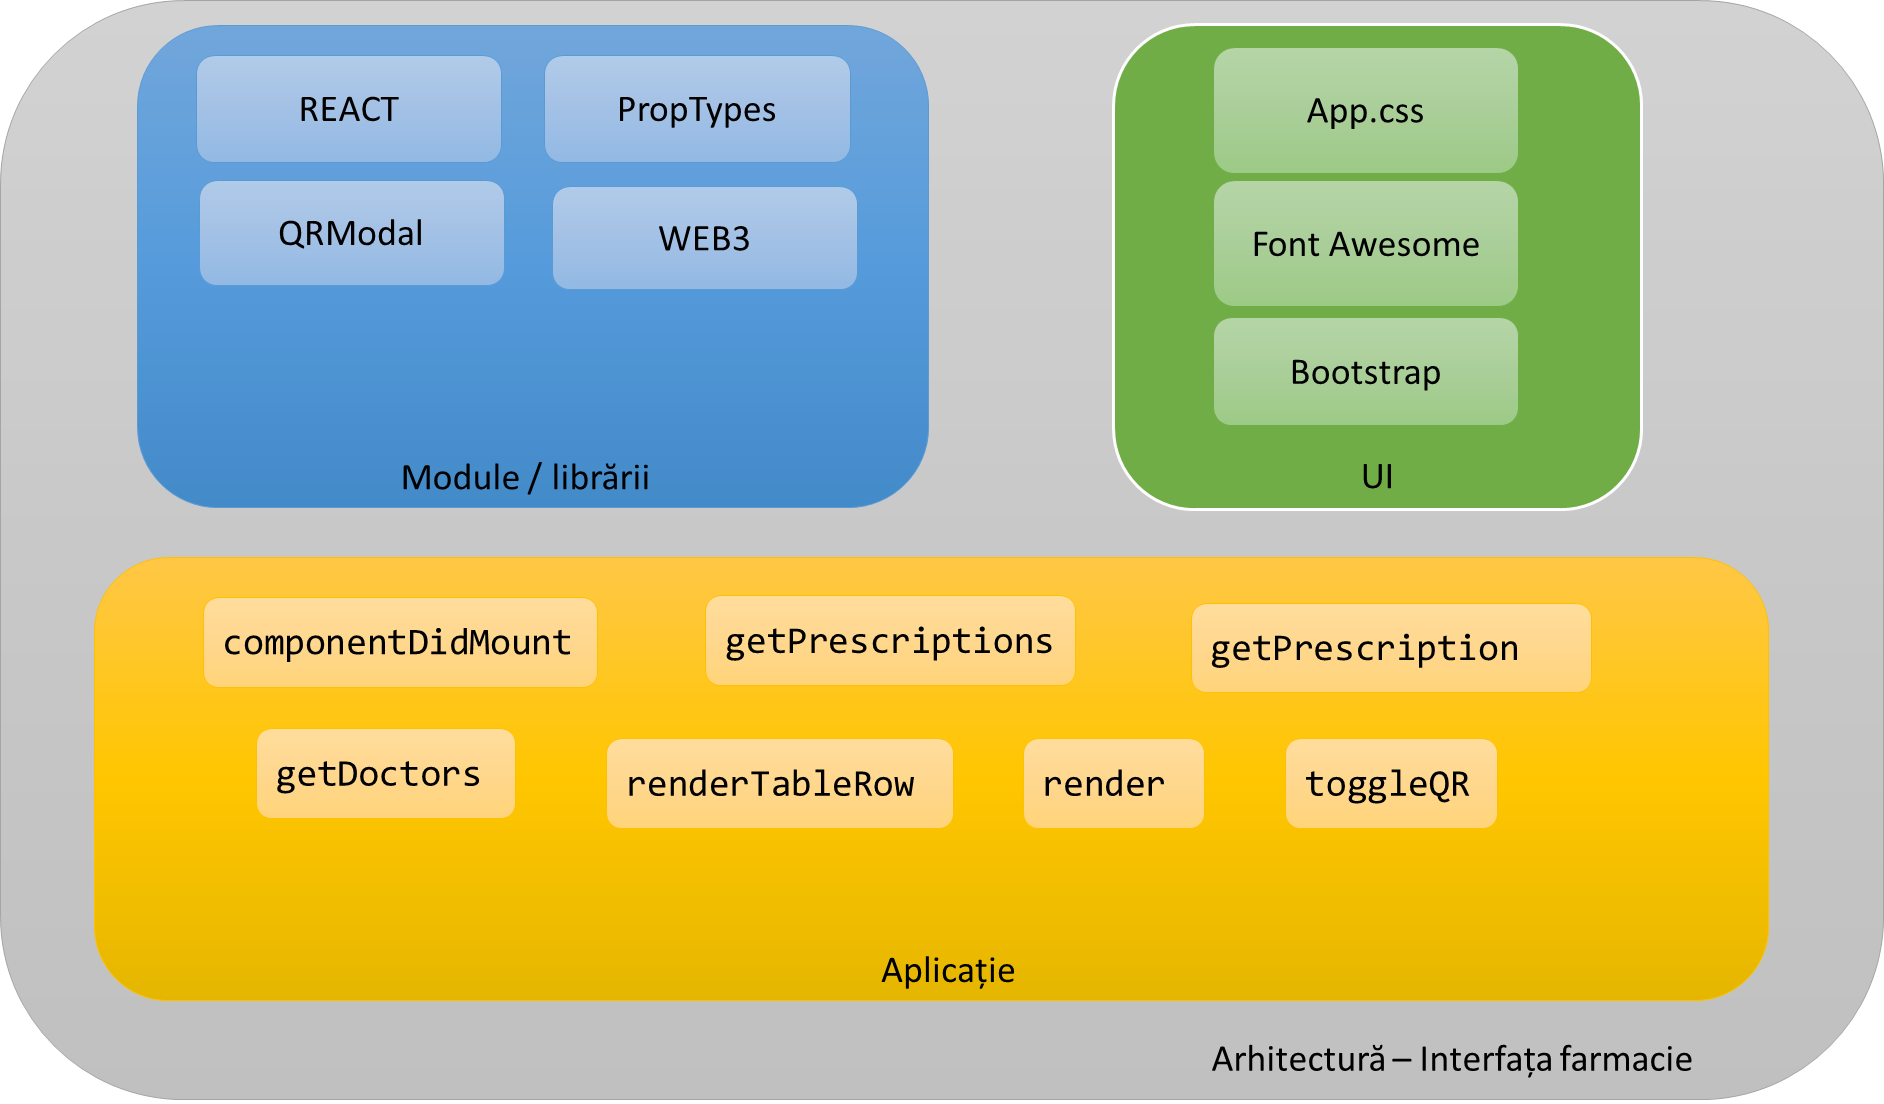 REACT
PropTypes
QRModal
WEB3
Module / librării
App.css
Font Awesome
Bootstrap
UI
componentDidMount
getPrescriptions
getPrescription
getDoctors
renderTableRow
render
toggleQR
Aplicație
Arhitectură – Interfața farmacie